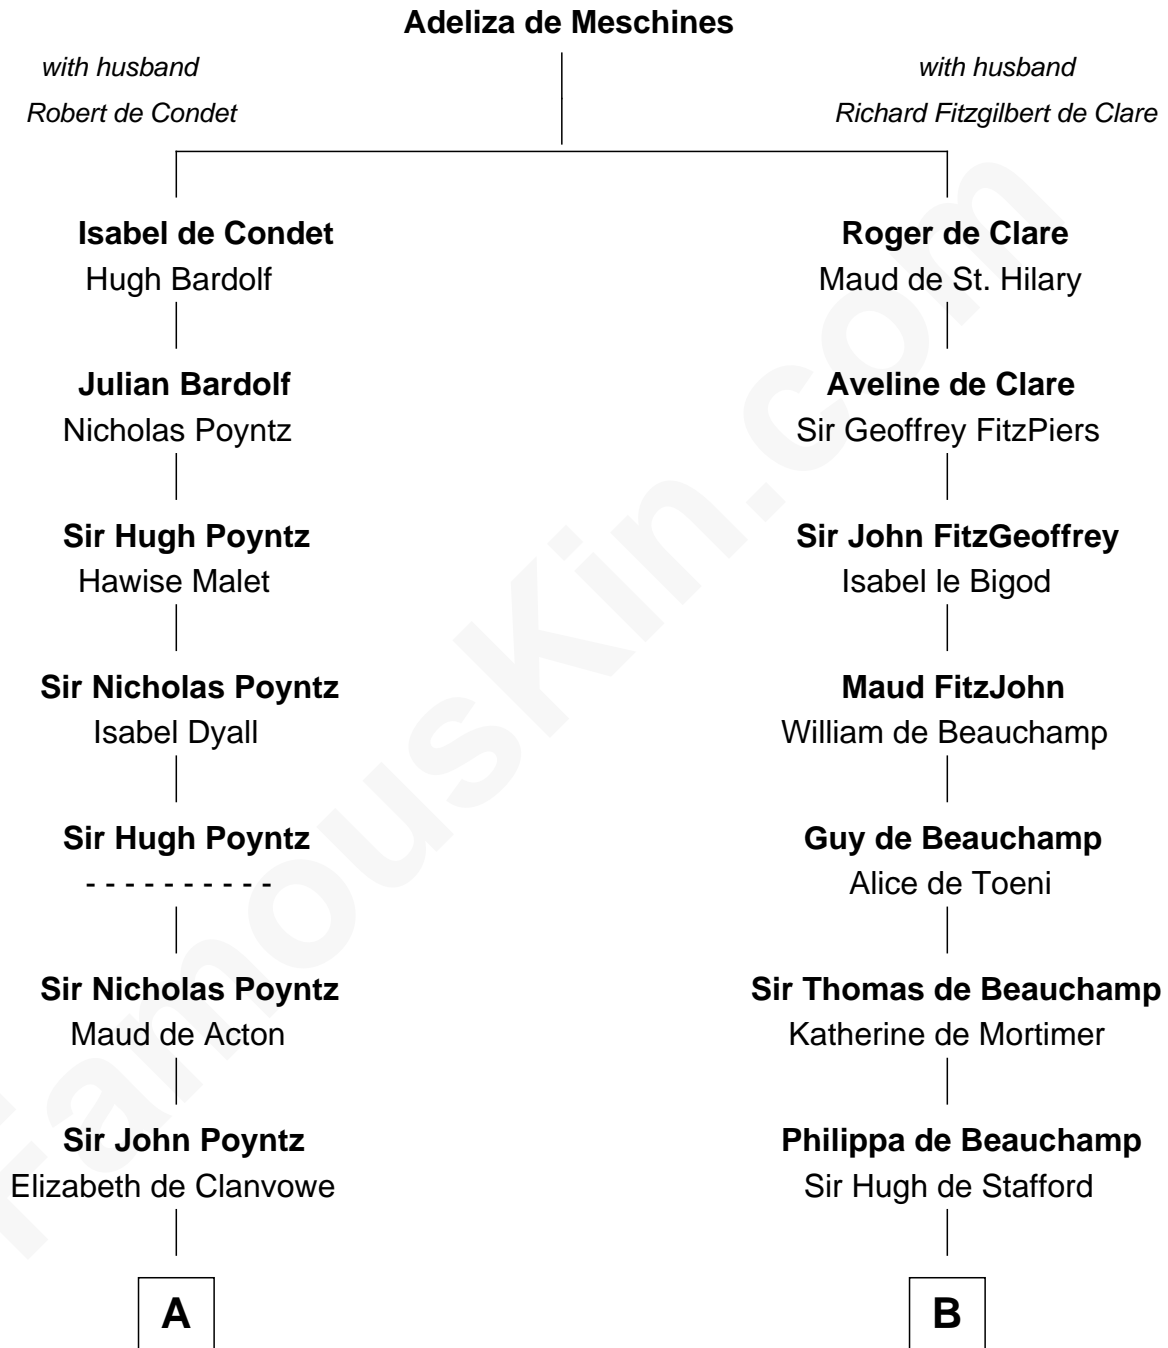 Adeliza de Meschines
with husband
Robert de Condet
with husband
Richard Fitzgilbert de Clare
Isabel de Condet
Hugh Bardolf
Roger de Clare
Maud de St. Hilary
Julian Bardolf
Nicholas Poyntz
Aveline de Clare
Sir Geoffrey FitzPiers
Sir Hugh Poyntz
Hawise Malet
Sir John FitzGeoffrey
Isabel le Bigod
Sir Nicholas Poyntz
Isabel Dyall
Maud FitzJohn
William de Beauchamp
Sir Hugh Poyntz
- - - - - - - - - -
Guy de Beauchamp
Alice de Toeni
Sir Nicholas Poyntz
Maud de Acton
Sir Thomas de Beauchamp
Katherine de Mortimer
Sir John Poyntz
Elizabeth de Clanvowe
Philippa de Beauchamp
Sir Hugh de Stafford
A
B
FamousKin.com